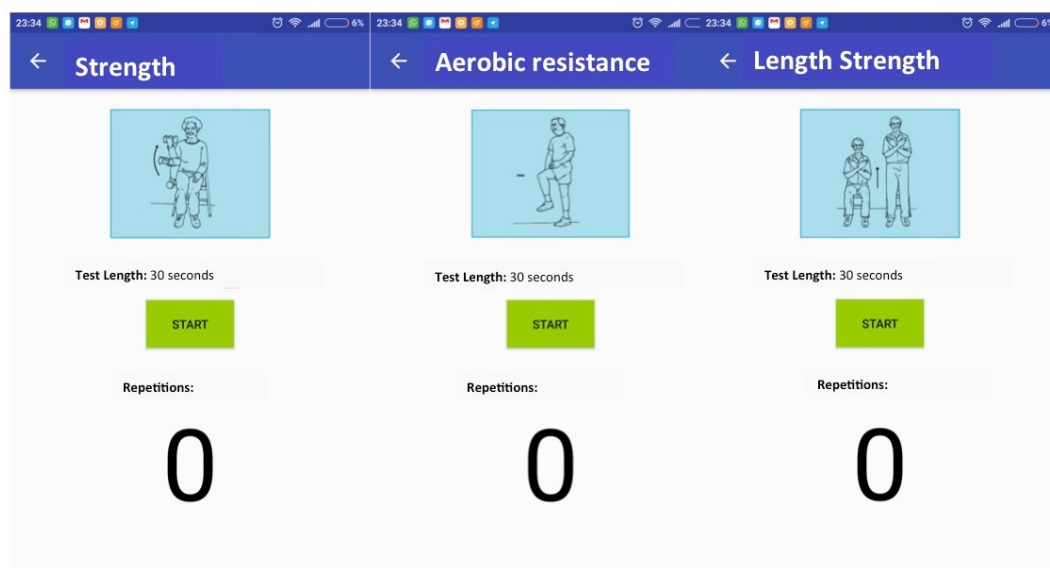 23:34 6%
Strength
Test Length: 30 seconds
START
Repetitions:
0
23:34
Aerobic resistance
Test Length: 30 seconds
START
Repetitions:
0
23:34 6%
Length Strength
Test Length: 30 seconds
START
Repetitions:
0